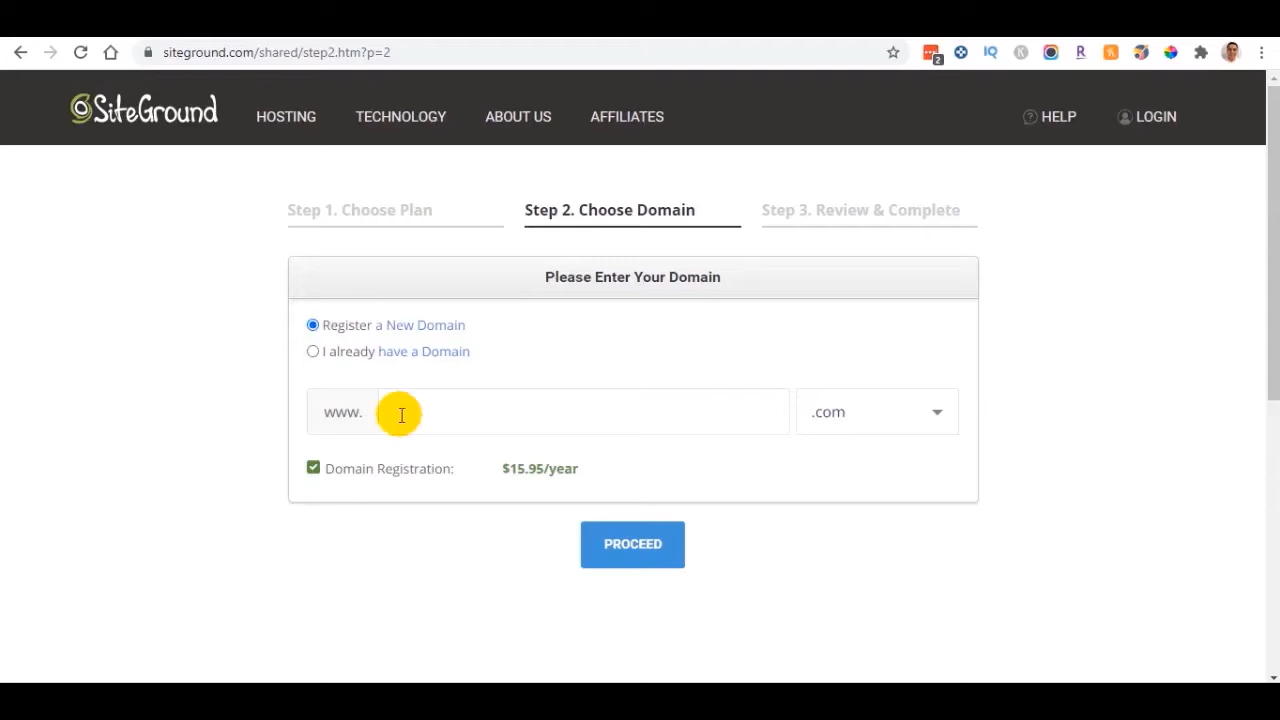 siteground.com/shared/step2.htm?p=2
2
SiteGround HOSTING TECHNOLOGY ABOUT US AFFILIATES HELP LOGIN
Step 1. Choose Plan Step 2. Choose Domain Step 3. Review & Complete
Please Enter Your Domain
Register a New Domain
I already have a Domain
www. .com
Domain Registration: $15.95/year
PROCEED